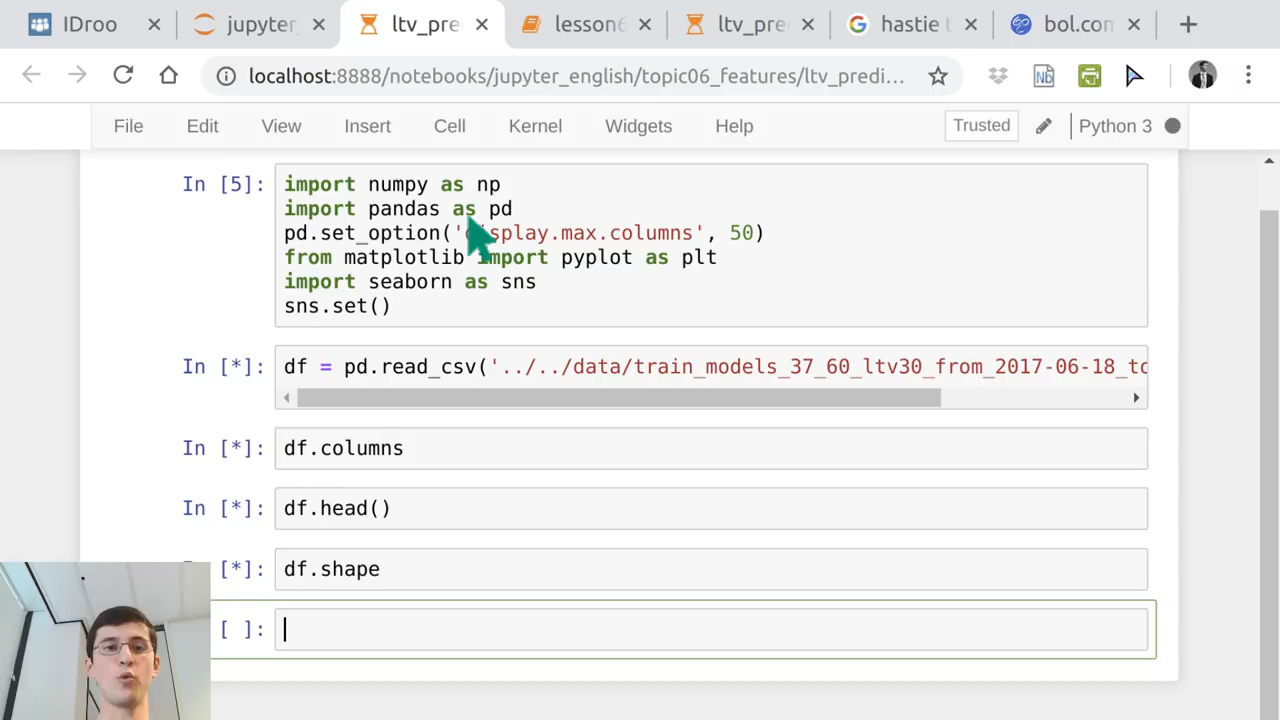 IDroo
jupyter_
ltv_pre
lesson6
ltv_pre
hastie t
bol.com
localhost:8888/notebooks/jupyter_english/topic06_features/ltv_predi…
File Edit View Insert Cell Kernel Widgets Help
Trusted
Python 3
In [5]:
import numpy as np
import pandas as pd
pd.set_option('display.max.columns', 50)
from matplotlib import pyplot as plt
import seaborn as sns
sns.set()
In [*]:
df = pd.read_csv('../../data/train_models_37_60_ltv30_from_2017-06-18_to
In [*]:
df.columns
In [*]:
df.head()
[*]:
df.shape
[ ]: